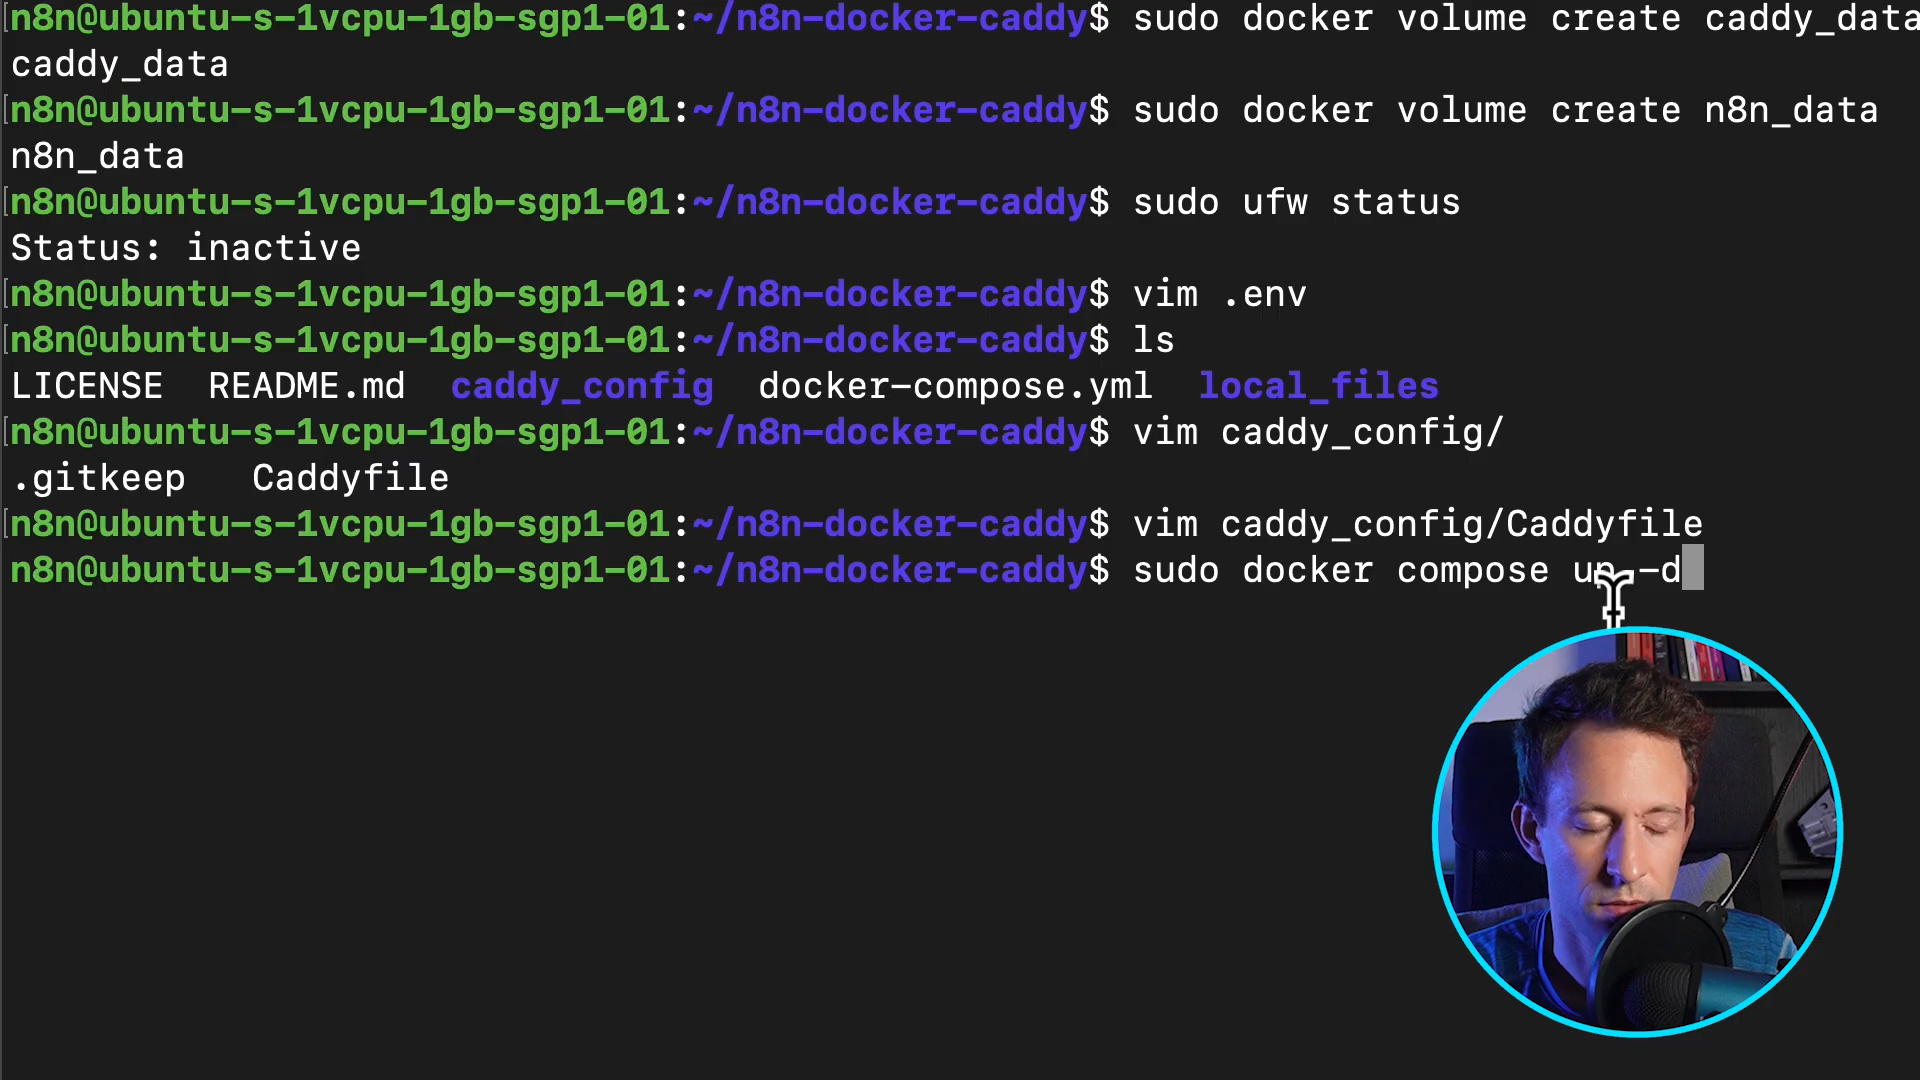 n8n@ubuntu-s-1vcpu-1gb-sgp1-01:~/n8n-docker-caddy$ sudo docker volume create caddy_data
caddy_data
n8n@ubuntu-s-1vcpu-1gb-sgp1-01:~/n8n-docker-caddy$ sudo docker volume create n8n_data
n8n_data
n8n@ubuntu-s-1vcpu-1gb-sgp1-01:~/n8n-docker-caddy$ sudo ufw status
Status: inactive
n8n@ubuntu-s-1vcpu-1gb-sgp1-01:~/n8n-docker-caddy$ vim .env
n8n@ubuntu-s-1vcpu-1gb-sgp1-01:~/n8n-docker-caddy$ ls
LICENSE README.md caddy_config docker-compose.yml local_files
n8n@ubuntu-s-1vcpu-1gb-sgp1-01:~/n8n-docker-caddy$ vim caddy_config/
.gitkeep Caddyfile
n8n@ubuntu-s-1vcpu-1gb-sgp1-01:~/n8n-docker-caddy$ vim caddy_config/Caddyfile
n8n@ubuntu-s-1vcpu-1gb-sgp1-01:~/n8n-docker-caddy$ sudo docker compose up -d